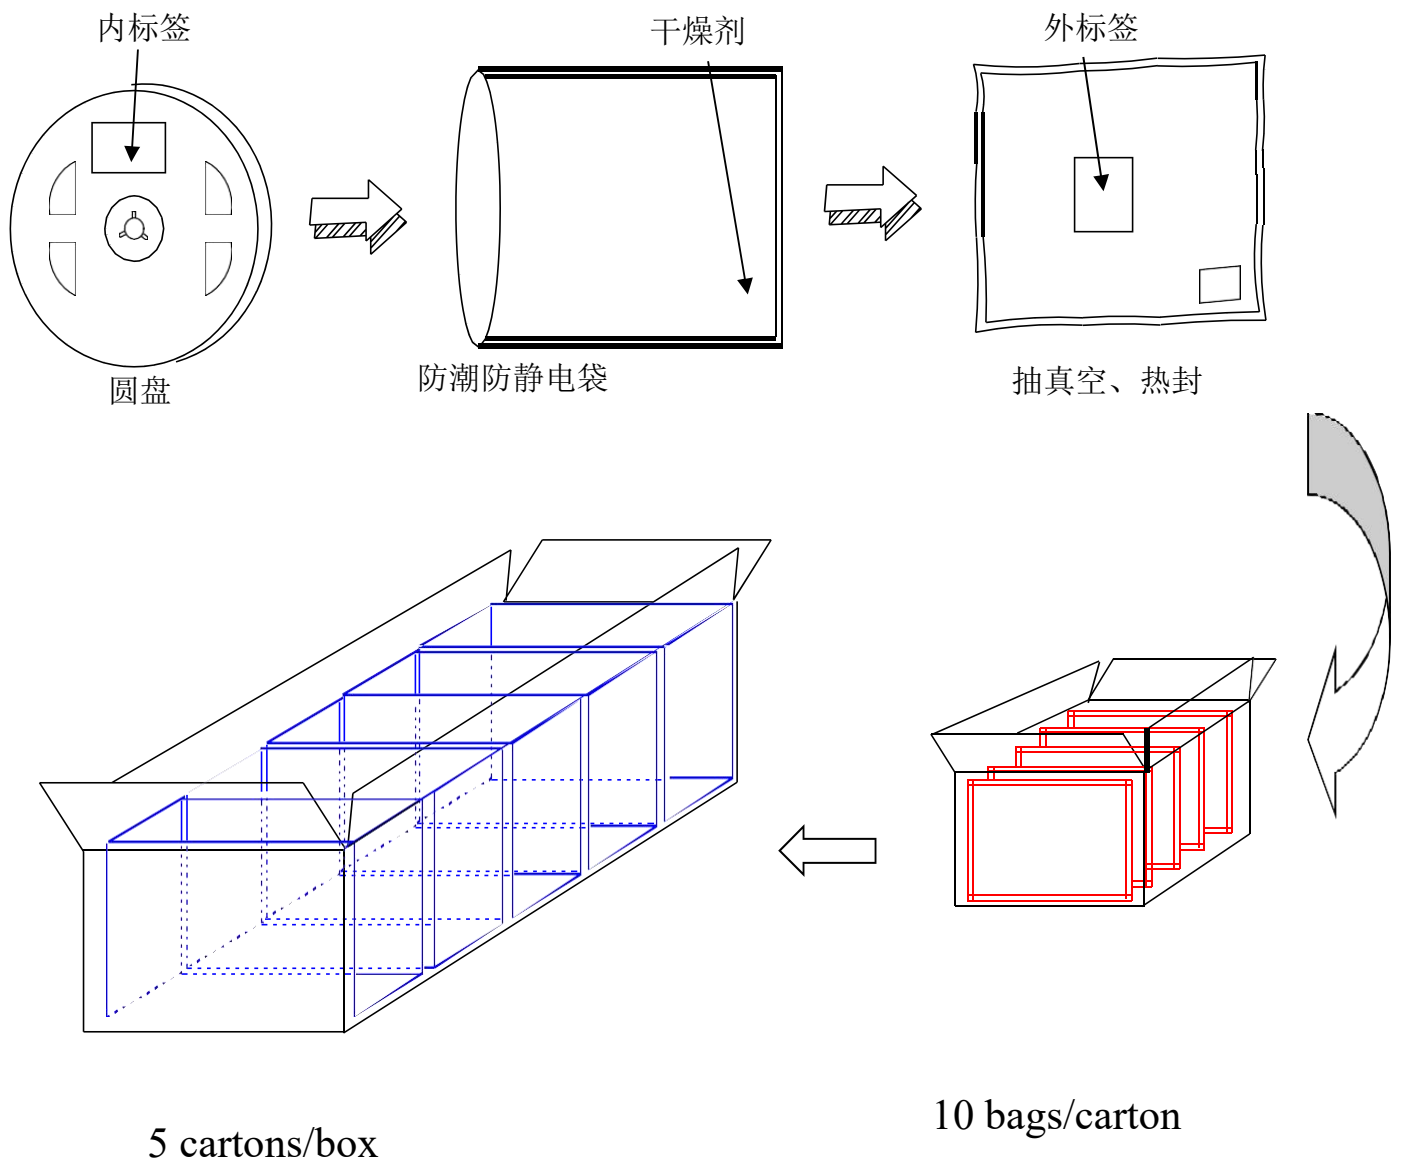 内标签
干燥剂
外标签
圆盘
防潮防静电袋
抽真空、热封
10 bags/carton
5 cartons/box